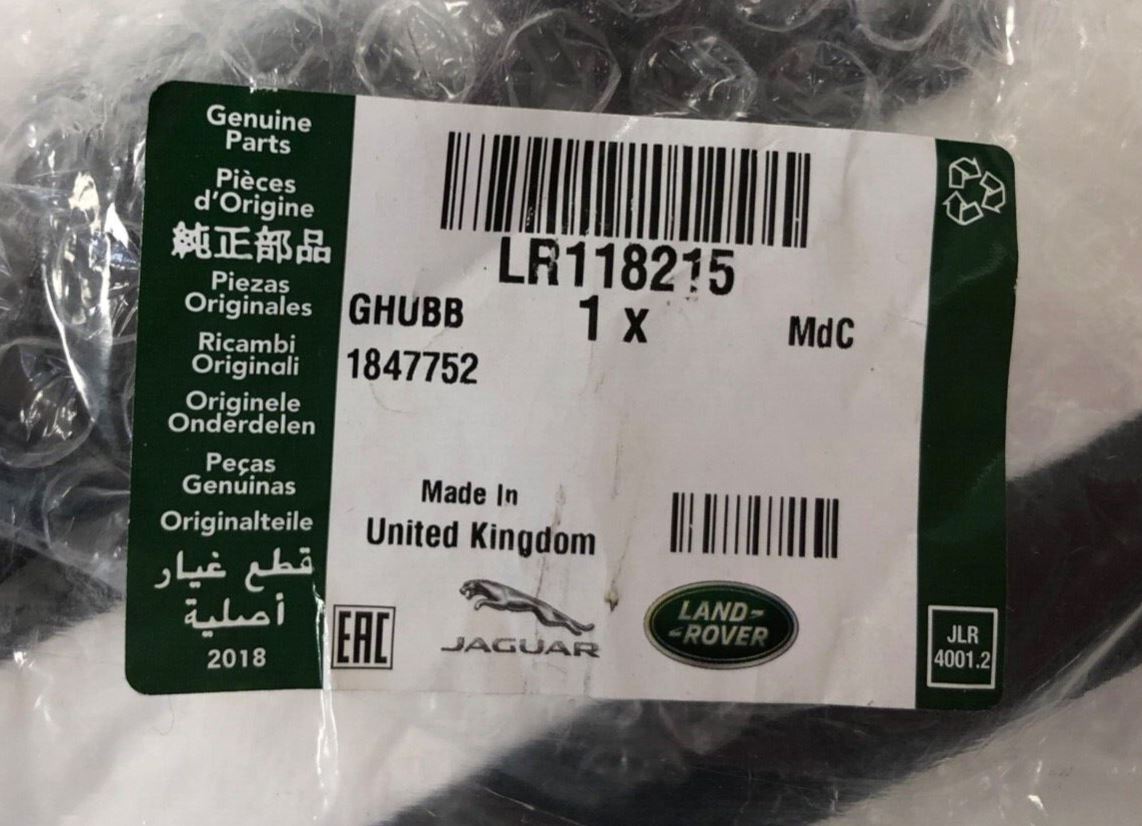 Genuine
Parts
Pièces
d'Origine
純正部品
Piezas
Originales
Ricambi
Originali
Originele
Onderdelen
Peças
Genuinas
Originalteile
قطع غيار
أصلية
2018
LR118215
GHUBB 1 x MdC
1847752
Made In
United Kingdom
EAC
JAGUAR
LAND-
-ROVER
JLR
4001.2